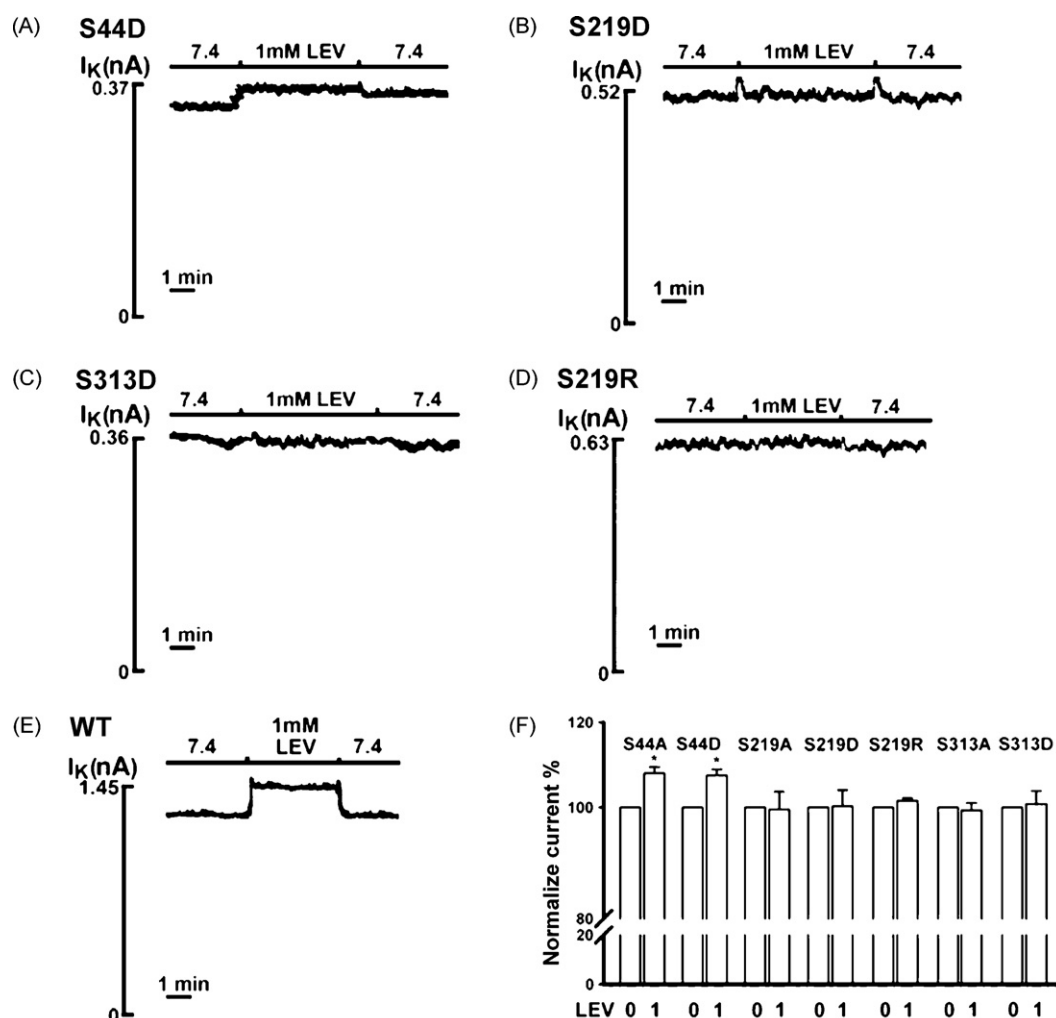 (A) S44D
7.4 1mM LEV 7.4
IK(nA)
0.37
1 min
0
(B) S219D
7.4 1mM LEV 7.4
IK(nA)
0.52
1 min
0
(C) S313D
7.4 1mM LEV 7.4
IK(nA)
0.36
1 min
0
(D) S219R
7.4 1mM LEV 7.4
IK(nA)
0.63
1 min
0
(E) WT
1mM
7.4 LEV 7.4
IK(nA)
1.45
1 min
0
(F)
120
S44A S44D S219A S219D S219R S313A S313D
* *
100
Normalize current %
80
20
0
LEV 0 1 0 1 0 1 0 1 0 1 0 1 0 1